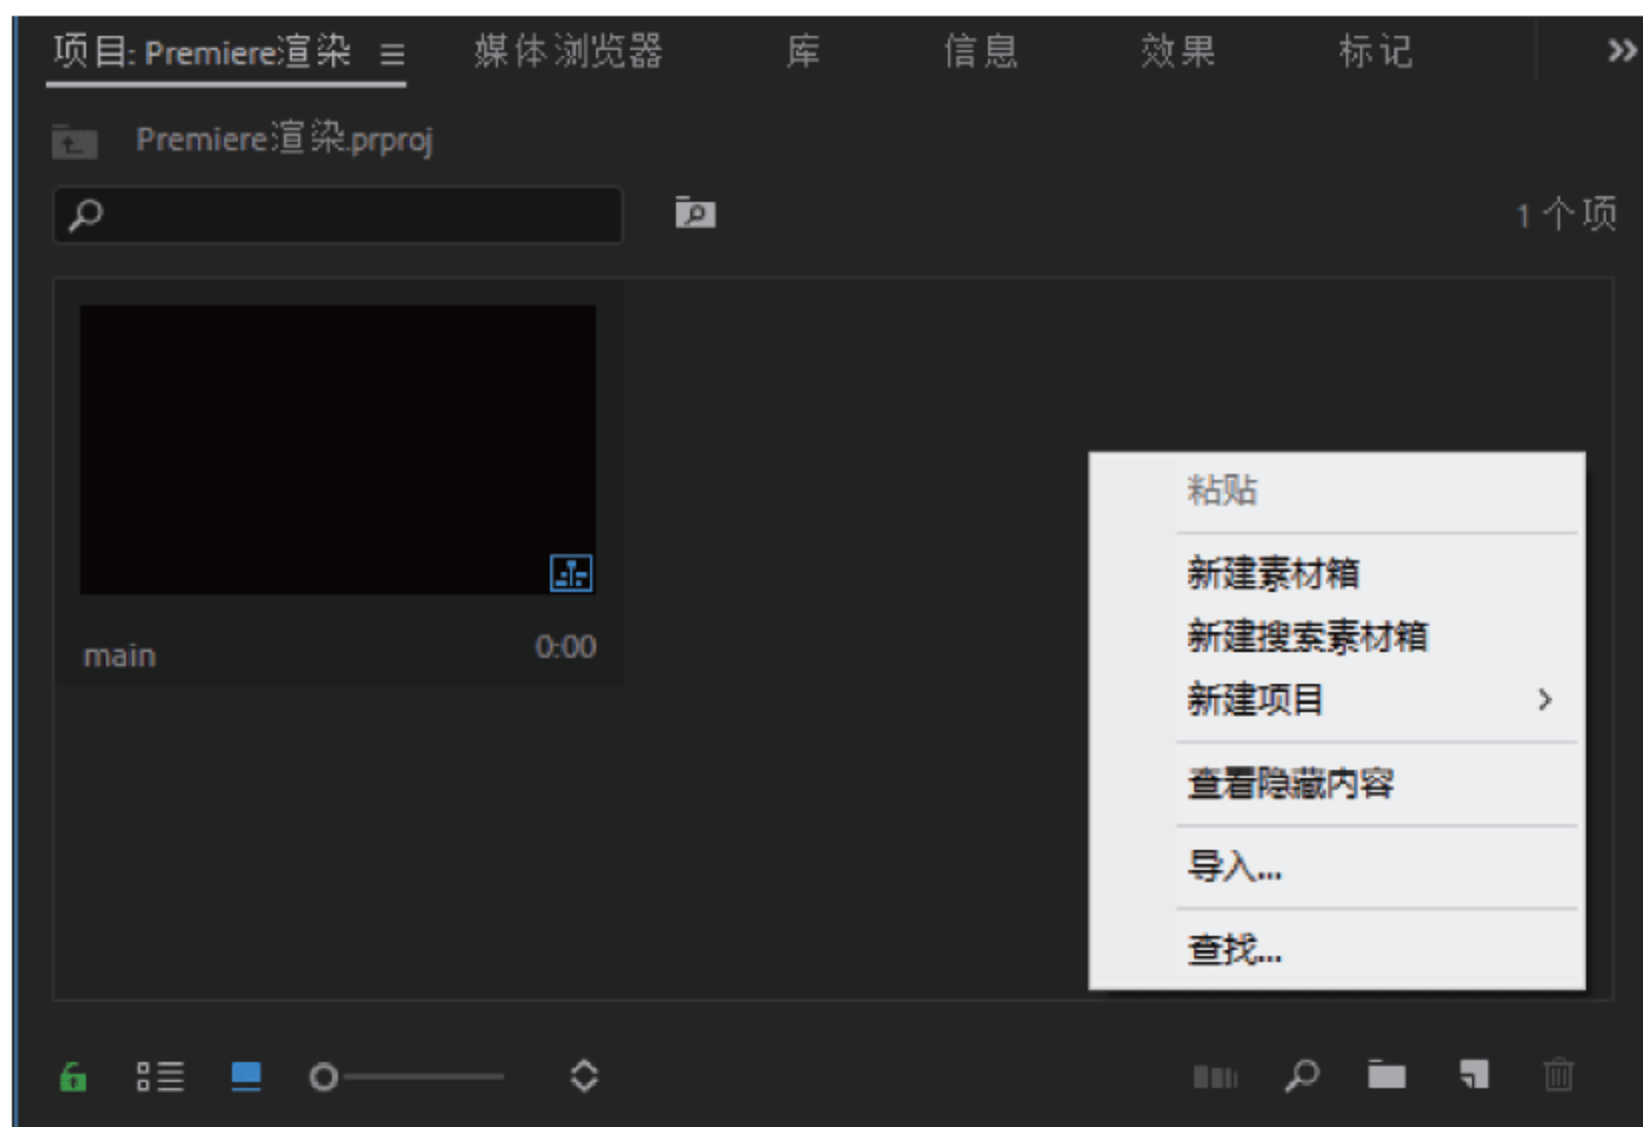 项目: Premiere渲染 媒体浏览器 库 信息 效果 标记
Premiere渲染.prproj
1 个项
main 0:00
粘贴
新建素材箱
新建搜索素材箱
新建项目
查看隐藏内容
导入...
查找...